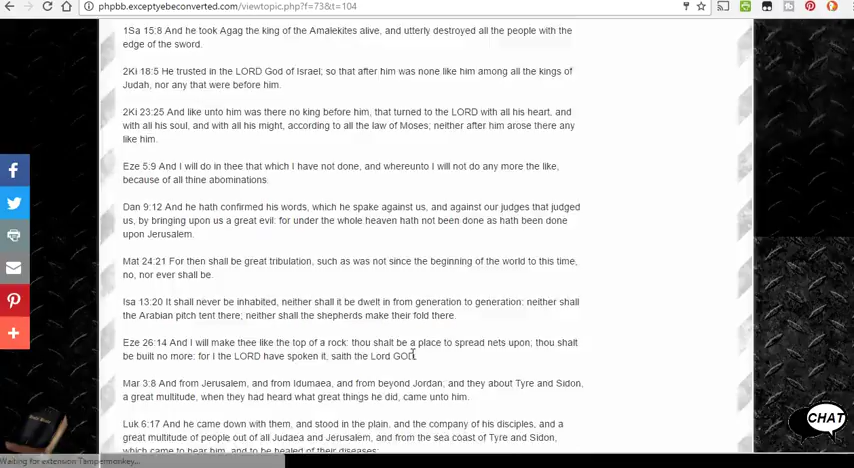 phpbb.exceptyebeconverted.com/viewtopic.php?f=73&t=104
1Sa 15:8 And he took Agag the king of the Amalekites alive, and utterly destroyed all the people with the
edge of the sword.
2Ki 18:5 He trusted in the LORD God of Israel; so that after him was none like him among all the kings of
Judah, nor any that were before him.
2Ki 23:25 And like unto him was there no king before him, that turned to the LORD with all his heart, and
with all his soul, and with all his might, according to all the law of Moses; neither after him arose there any
like him.
Eze 5:9 And I will do in thee that which I have not done, and whereunto I will not do any more the like,
because of all thine abominations.
Dan 9:12 And he hath confirmed his words, which he spake against us, and against our judges that judged
us, by bringing upon us a great evil: for under the whole heaven hath not been done as hath been done
upon Jerusalem.
Mat 24:21 For then shall be great tribulation, such as was not since the beginning of the world to this time,
no, nor ever shall be.
Isa 13:20 It shall never be inhabited, neither shall it be dwelt in from generation to generation: neither shall
the Arabian pitch tent there; neither shall the shepherds make their fold there.
Eze 26:14 And I will make thee like the top of a rock: thou shalt be a place to spread nets upon; thou shalt
be built no more: for I the LORD have spoken it, saith the Lord GOD.
Mar 3:8 And from Jerusalem, and from Idumaea, and from beyond Jordan; and they about Tyre and Sidon,
a great multitude, when they had heard what great things he did, came unto him.
Luk 6:17 And he came down with them, and stood in the plain, and the company of his disciples, and a
great multitude of people out of all Judaea and Jerusalem, and from the sea coast of Tyre and Sidon,
which came to hear him, and to be healed of their diseases;
CHAT
Waiting for extension Tampermonkey...